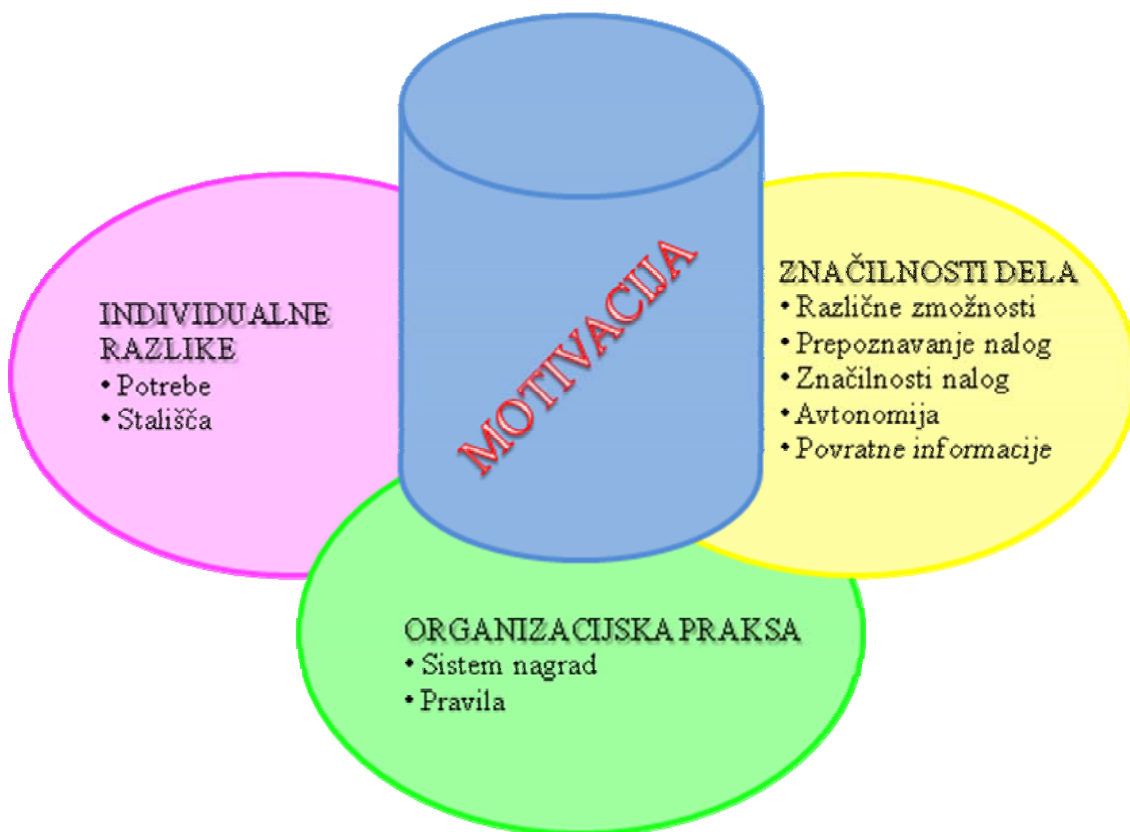 MOTIVACIJA
INDIVIDUALNE
RAZLIKE
• Potrebe
• Stališča
ZNAČILNOSTI DELA
• Različne zmožnosti
• Prepoznavanje nalog
• Značilnosti nalog
• Avtonomija
• Povratne informacije
ORGANIZACIJSKA PRAKSA
• Sistem nagrad
• Pravila